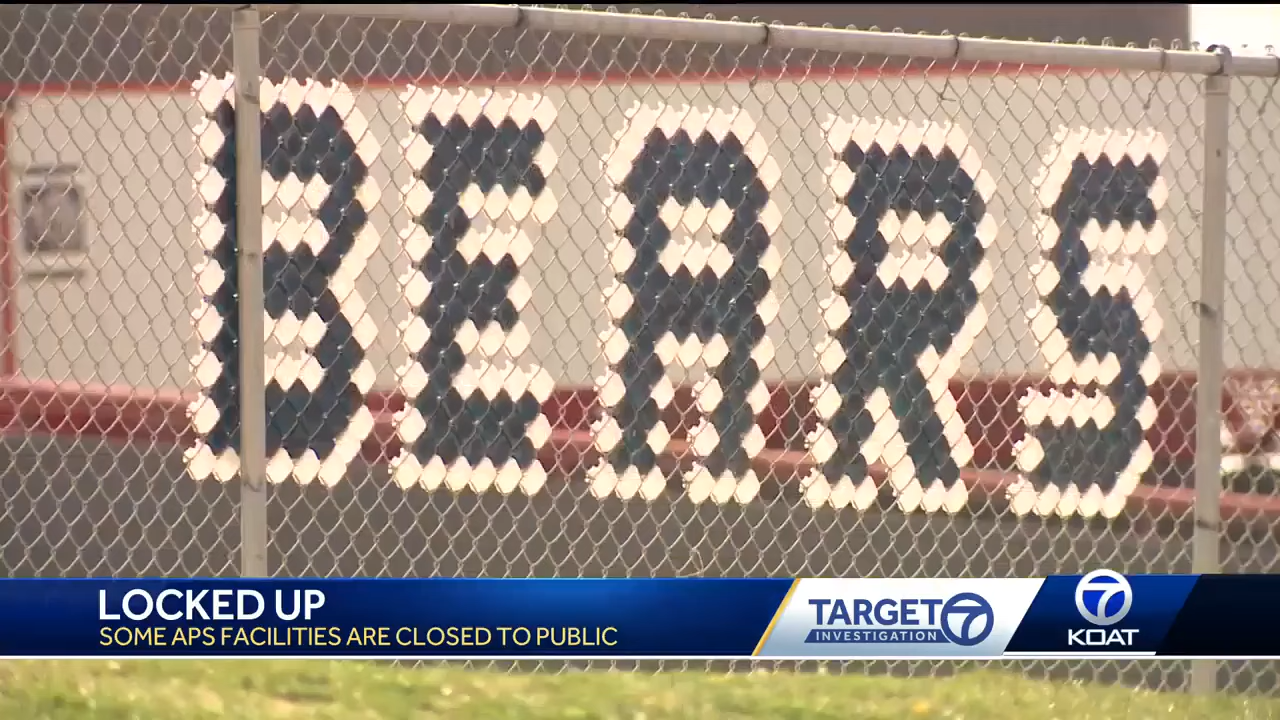 BEARS
LOCKED UP
SOME APS FACILITIES ARE CLOSED TO PUBLIC
TARGET 7
INVESTIGATION
7
KOAT